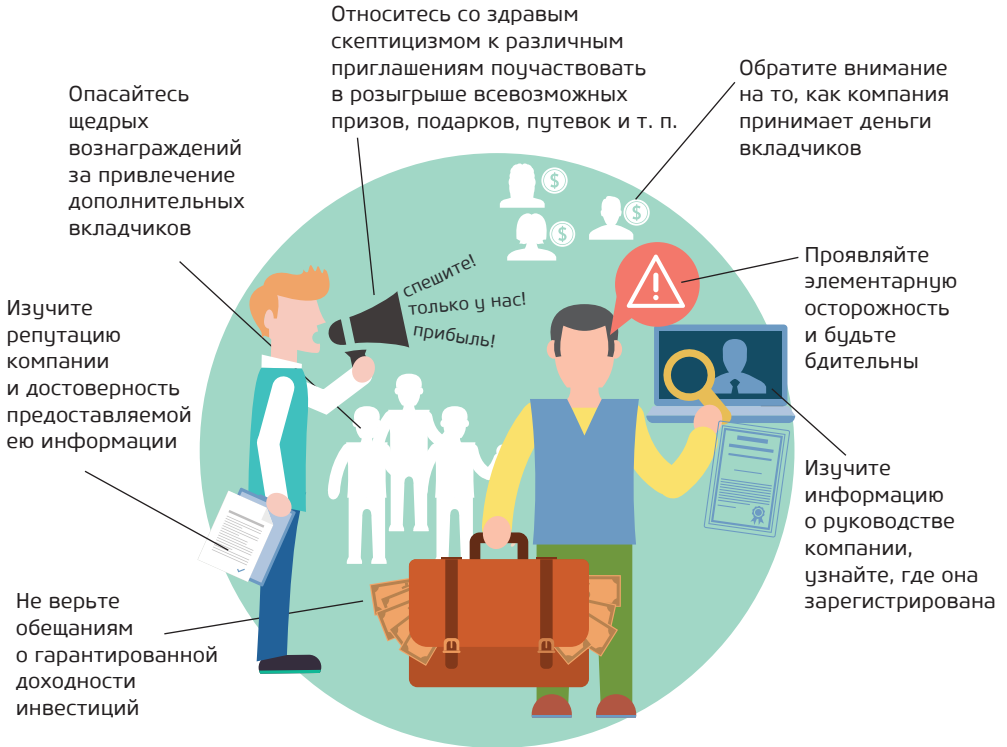 Относитесь со здравым
скептицизмом к различным
приглашениям поучаствовать
в розыгрыше всевозможных
призов, подарков, путевок и т. п.
Обратите внимание
на то, как компания
принимает деньги
вкладчиков
Опасайтесь
щедрых
вознаграждений
за привлечение
дополнительных
вкладчиков
спешите!
только у нас!
прибыль!
$
$
$
Проявляйте
элементарную
осторожность
и будьте
бдительны
Изучите
репутацию
компании
и достоверность
предоставляемой
ею информации
Изучите
информацию
о руководстве
компании,
узнайте, где она
зарегистрирована
Не верьте
обещаниям
о гарантированной
доходности
инвестиций